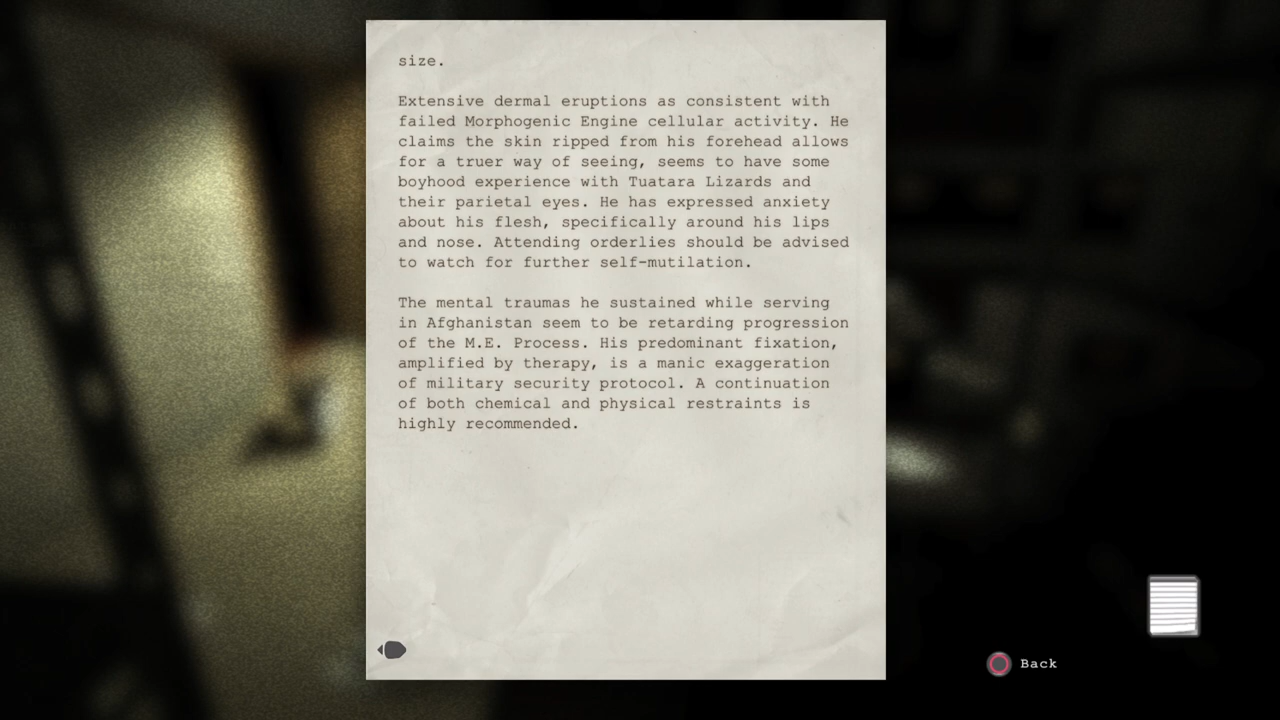 size.
Extensive dermal eruptions as consistent with
failed Morphogenic Engine cellular activity. He
claims the skin ripped from his forehead allows
for a truer way of seeing, seems to have some
boyhood experience with Tuatara Lizards and
their parietal eyes. He has expressed anxiety
about his flesh, specifically around his lips
and nose. Attending orderlies should be advised
to watch for further self-mutilation.
The mental traumas he sustained while serving
in Afghanistan seem to be retarding progression
of the M.E. Process. His predominant fixation,
amplified by therapy, is a manic exaggeration
of military security protocol. A continuation
of both chemical and physical restraints is
highly recommended.
Back